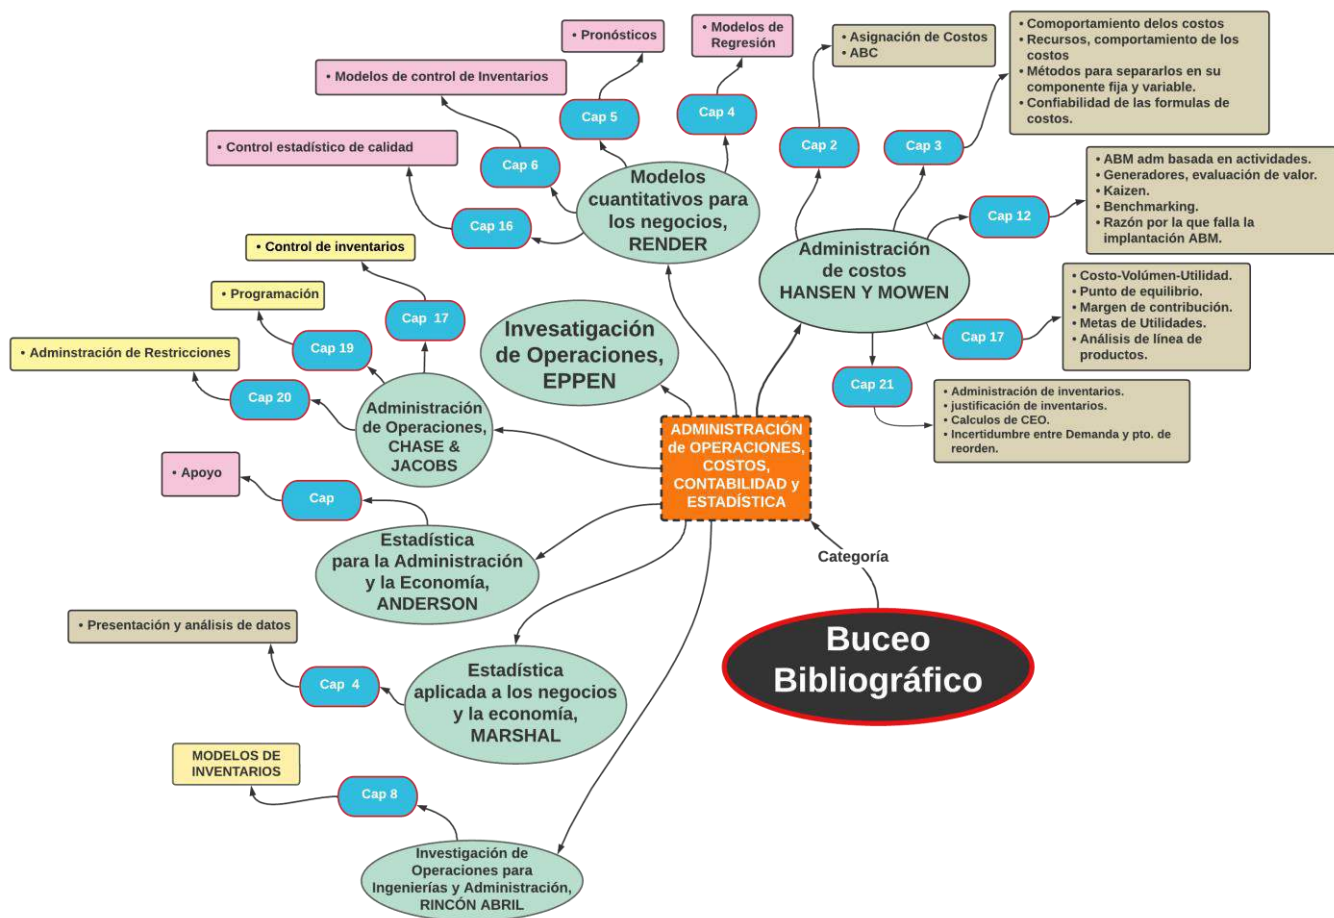 • Pronósticos
• Modelos de
Regresión
• Modelos de control de Inventarios
• Control estadístico de calidad
Cap 5
Cap 4
Cap 6
Cap 16
Modelos
cuantitativos para
los negocios,
RENDER
• Asignación de Costos
• ABC
• Comoportamiento delos costos
• Recursos, comportamiento de los
costos
• Métodos para separarlos en su
componente fija y variable.
• Confiabilidad de las formulas de
costos.
Cap 2
Cap 3
• ABM adm basada en actividades.
• Generadores, evaluación de valor.
• Kaizen.
• Benchmarking.
• Razón por la que falla la
implantación ABM.
Cap 12
Administración
de costos
HANSEN Y MOWEN
• Costo-Volúmen-Utilidad.
• Punto de equilibrio.
• Margen de contribución.
• Metas de Utilidades.
• Análisis de línea de
productos.
Cap 17
Cap 21
• Administración de inventarios.
• justificación de inventarios.
• Calculos de CEO.
• Incertidumbre entre Demanda y pto. de
reorden.
• Control de inventarios
• Programación
• Adminstración de Restricciones
Cap 17
Cap 19
Cap 20
Administración
de Operaciones,
CHASE &
JACOBS
Invesatigación
de Operaciones,
EPPEN
ADMINISTRACIÓN
de OPERACIONES,
COSTOS,
CONTABILIDAD y
ESTADÍSTICA
• Apoyo
Cap
Estadística
para la Administración
y la Economía,
ANDERSON
Categoría
Buceo
Bibliográfico
• Presentación y análisis de datos
Cap 4
Estadística
aplicada a los negocios
y la economía,
MARSHAL
MODELOS DE
INVENTARIOS
Cap 8
Investigación de
Operaciones para
Ingenierías y Administración,
RINCÓN ABRIL